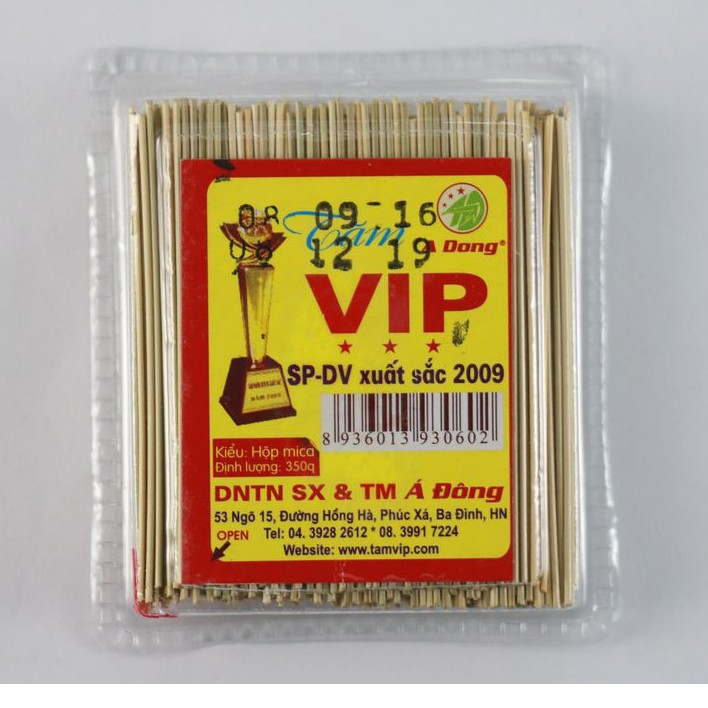 08 09-16
06 12 19
Tăm
Á Dong®
VIP
SP-DV xuất sắc 2009
8 936013 930602
Kiểu: Hộp mica
Định lượng: 350q
DNTN SX & TM Á Đông
53 Ngõ 15, Đường Hồng Hà, Phúc Xá, Ba Đình, HN
OPEN
Tel: 04. 3928 2612 * 08. 3991 7224
Website: www.tamvip.com